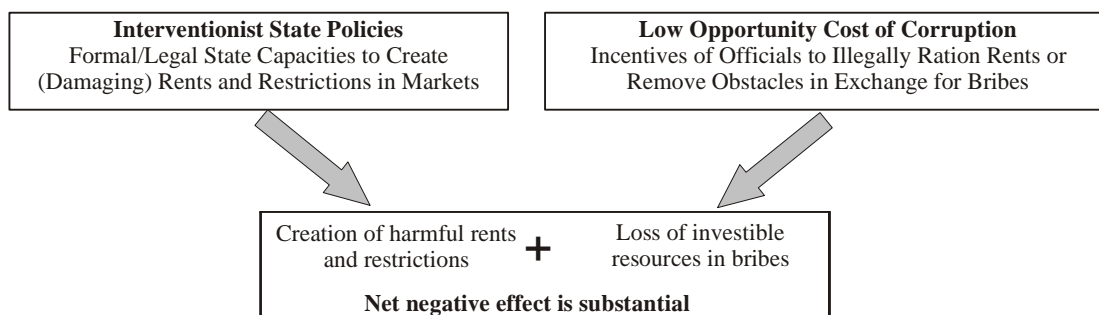 Interventionist State Policies
Formal/Legal State Capacities to Create
(Damaging) Rents and Restrictions in Markets
Low Opportunity Cost of Corruption
Incentives of Officials to Illegally Ration Rents or
Remove Obstacles in Exchange for Bribes
Creation of harmful rents
and restrictions
+
Loss of investible
resources in bribes
Net negative effect is substantial